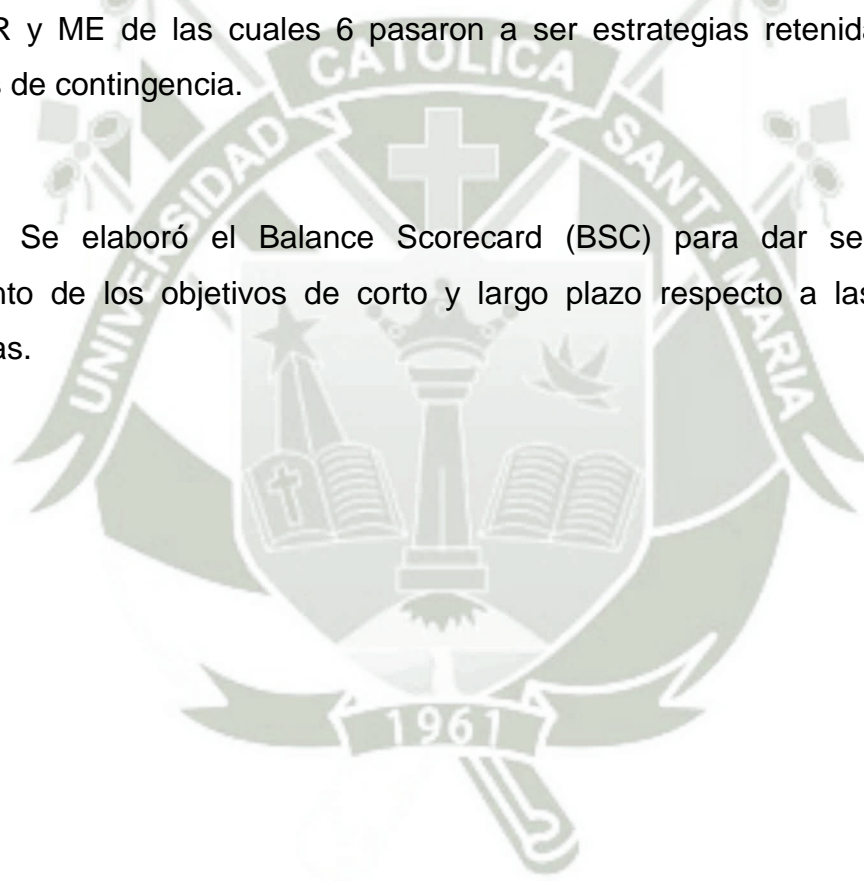 R y ME de las cuales 6 pasaron a ser estrategias retenida
s de contingencia.
Se elaboró el Balance Scorecard (BSC) para dar se
nto de los objetivos de corto y largo plazo respecto a las
as.
UNIVERSIDAD CATOLICA SANTA MARIA
1961